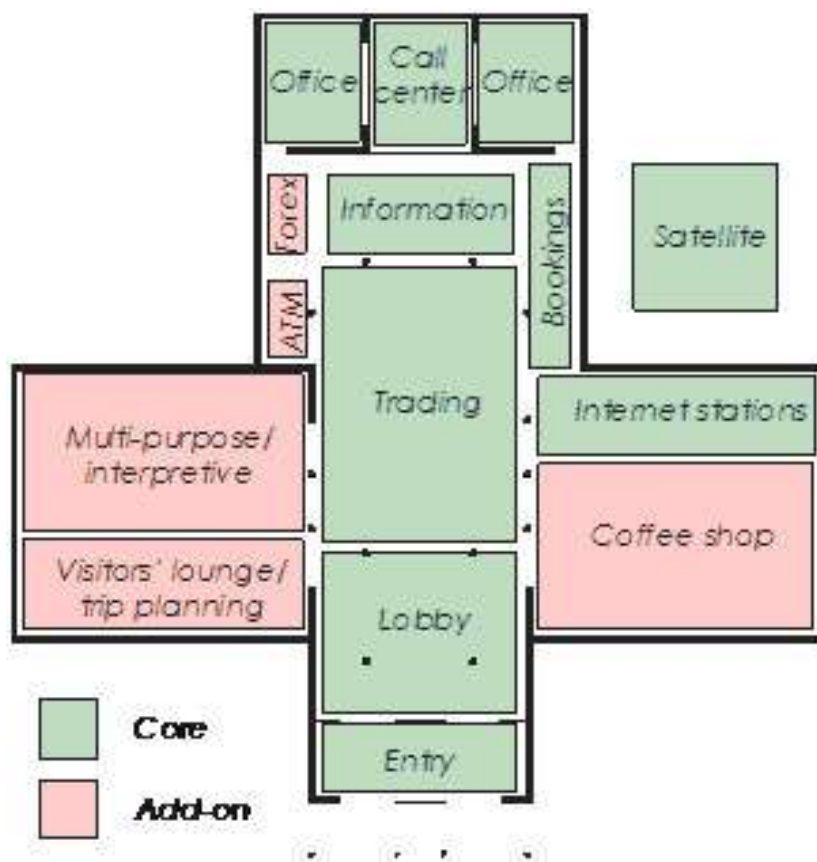 Office
Call
center
Office
Forex
Information
Bookings
Satellite
ATM
Trading
Internet stations
Multi-purpose/
interpretive
Coffee shop
Visitors' lounge/
trip planning
Lobby
Core
Entry
Add-on